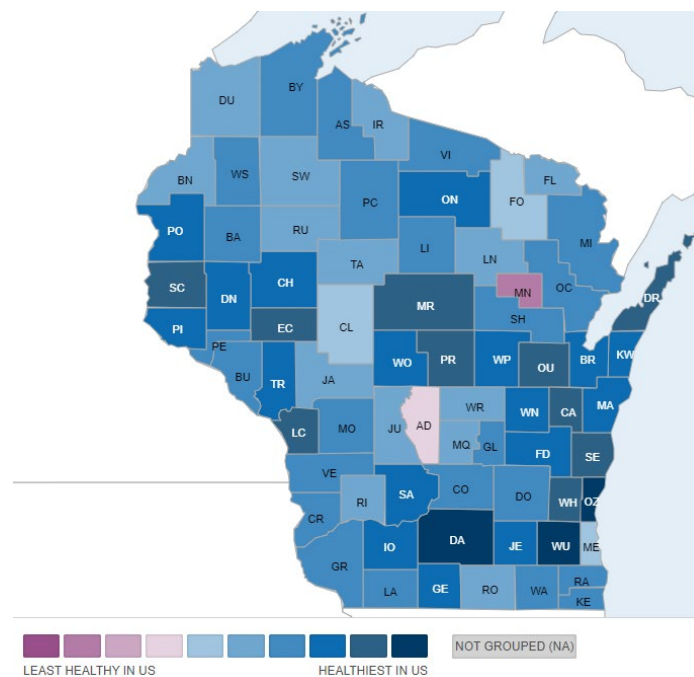 BY
DU
AS
IR
VI
BN
WS
SW
FL
ON
FO
PC
PO
RU
BA
MI
LI
LN
TA
CH
SC
OC
MN
DN
DR
MR
PI
EC
SH
CL
PE
WO
PR
WP
OU
BR
KW
BU
TR
JA
WR
WN
CA
MA
AD
LC
MO
JU
MQ
GL
FD
SE
VE
SA
CO
DO
RI
WH
OZ
CR
IO
DA
JE
WU
ME
GR
LA
GE
RO
WA
RA
KE
NOT GROUPED (NA)
LEAST HEALTHY IN US
HEALTHIEST IN US